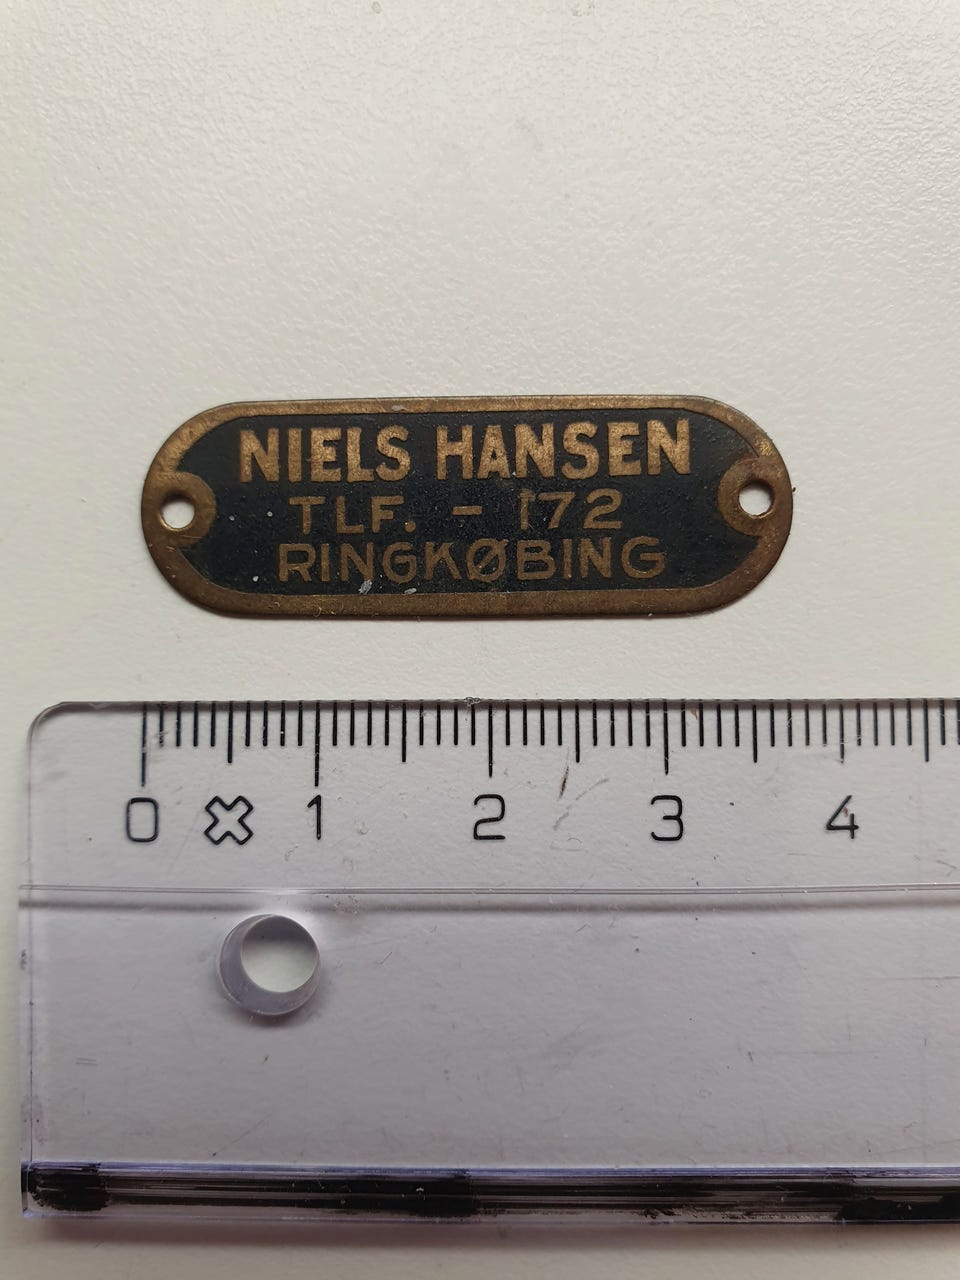 NIELS HANSEN
TLF. - 172
RINGKØBING
0 1 2 3 4